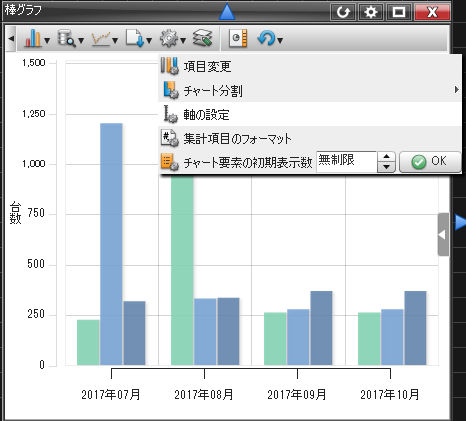 棒グラフ
項目変更
チャート分割
軸の設定
集計項目のフォーマット
チャート要素の初期表示数 無制限 OK
1,500
1,250
1,000
750
500
250
0
台数
2017年07月 2017年08月 2017年09月 2017年10月